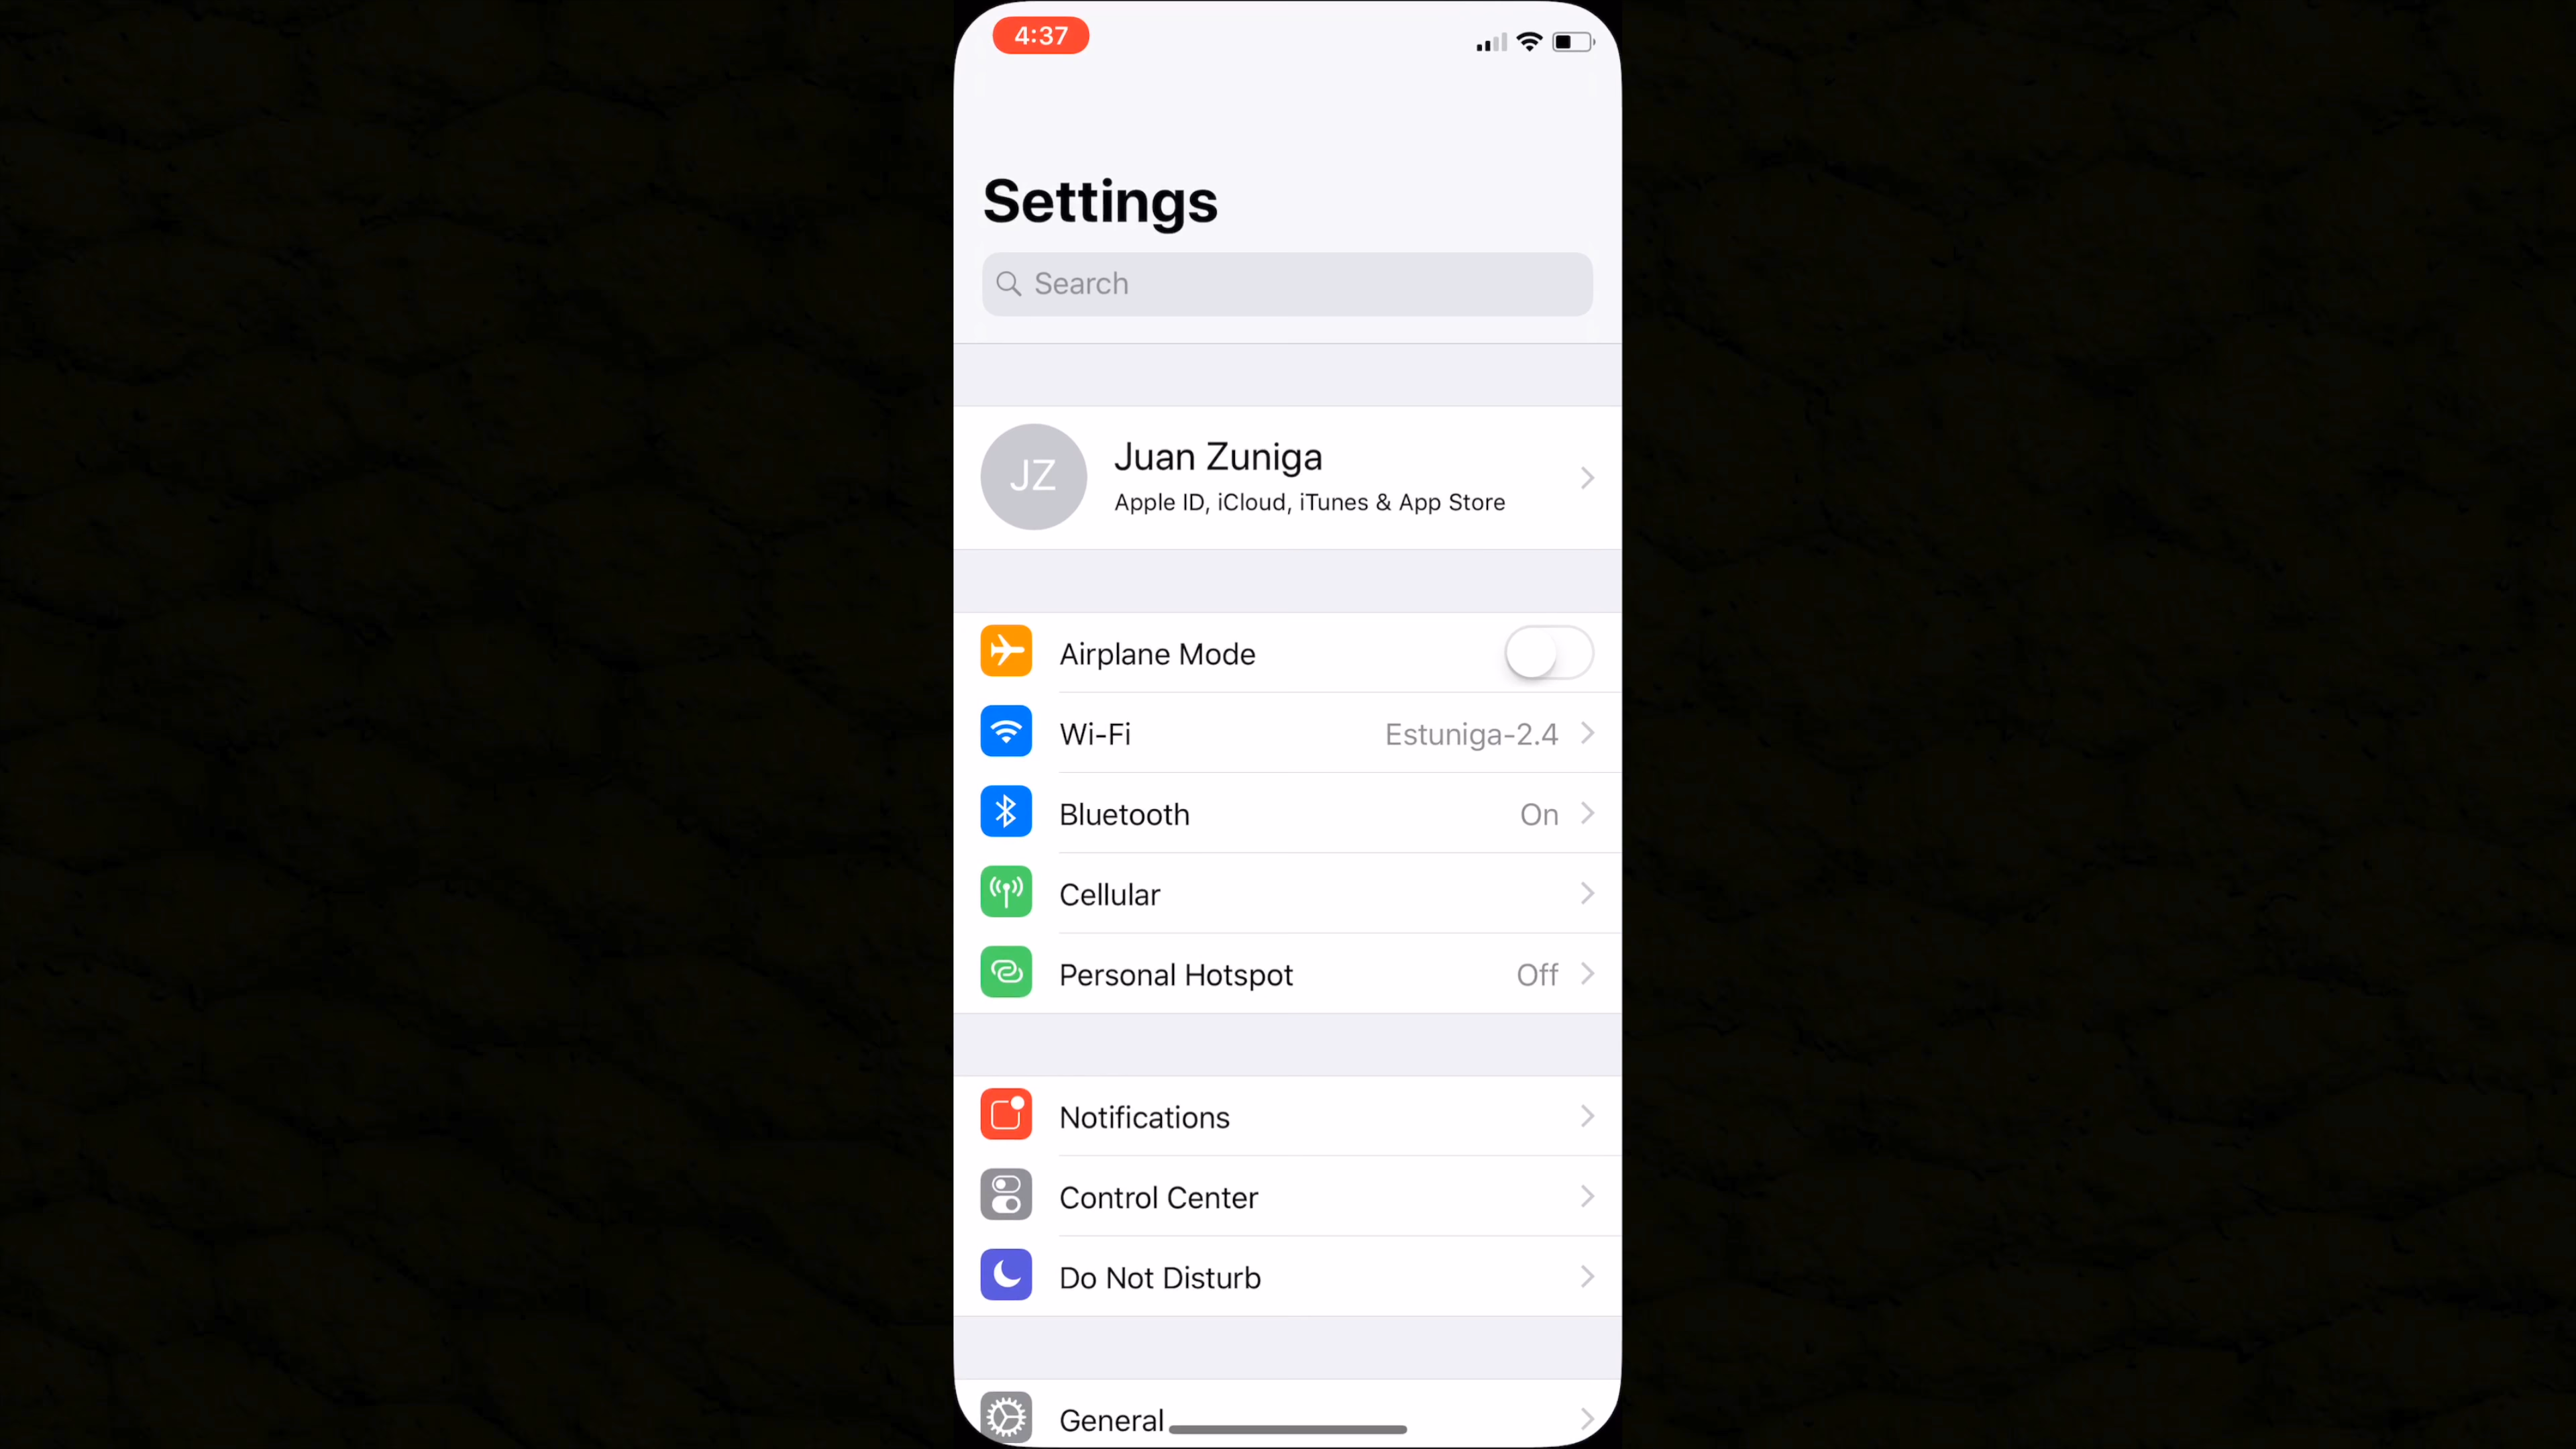 4:37
Settings
Search
JZ
Juan Zuniga
Apple ID, iCloud, iTunes & App Store
Airplane Mode
Wi-Fi Estuniga-2.4
Bluetooth On
Cellular
Personal Hotspot Off
Notifications
Control Center
Do Not Disturb
General